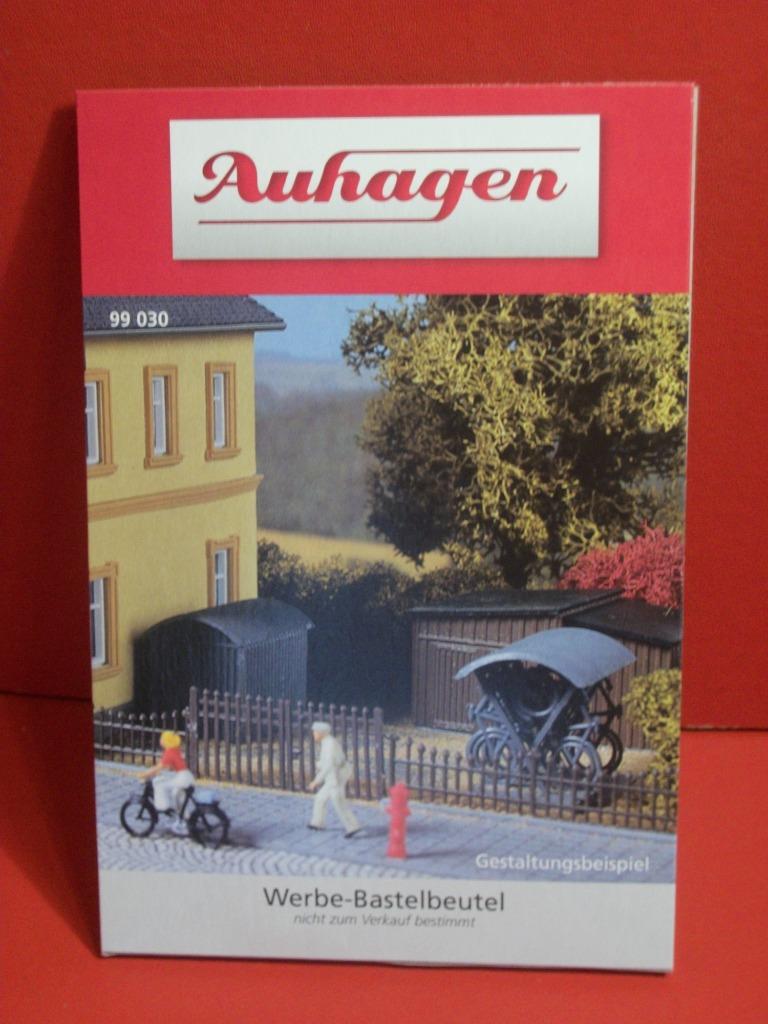 Auhagen
99 030
Gestaltungsbeispiel
Werbe-Bastelbeutel
nicht zum Verkauf bestimmt